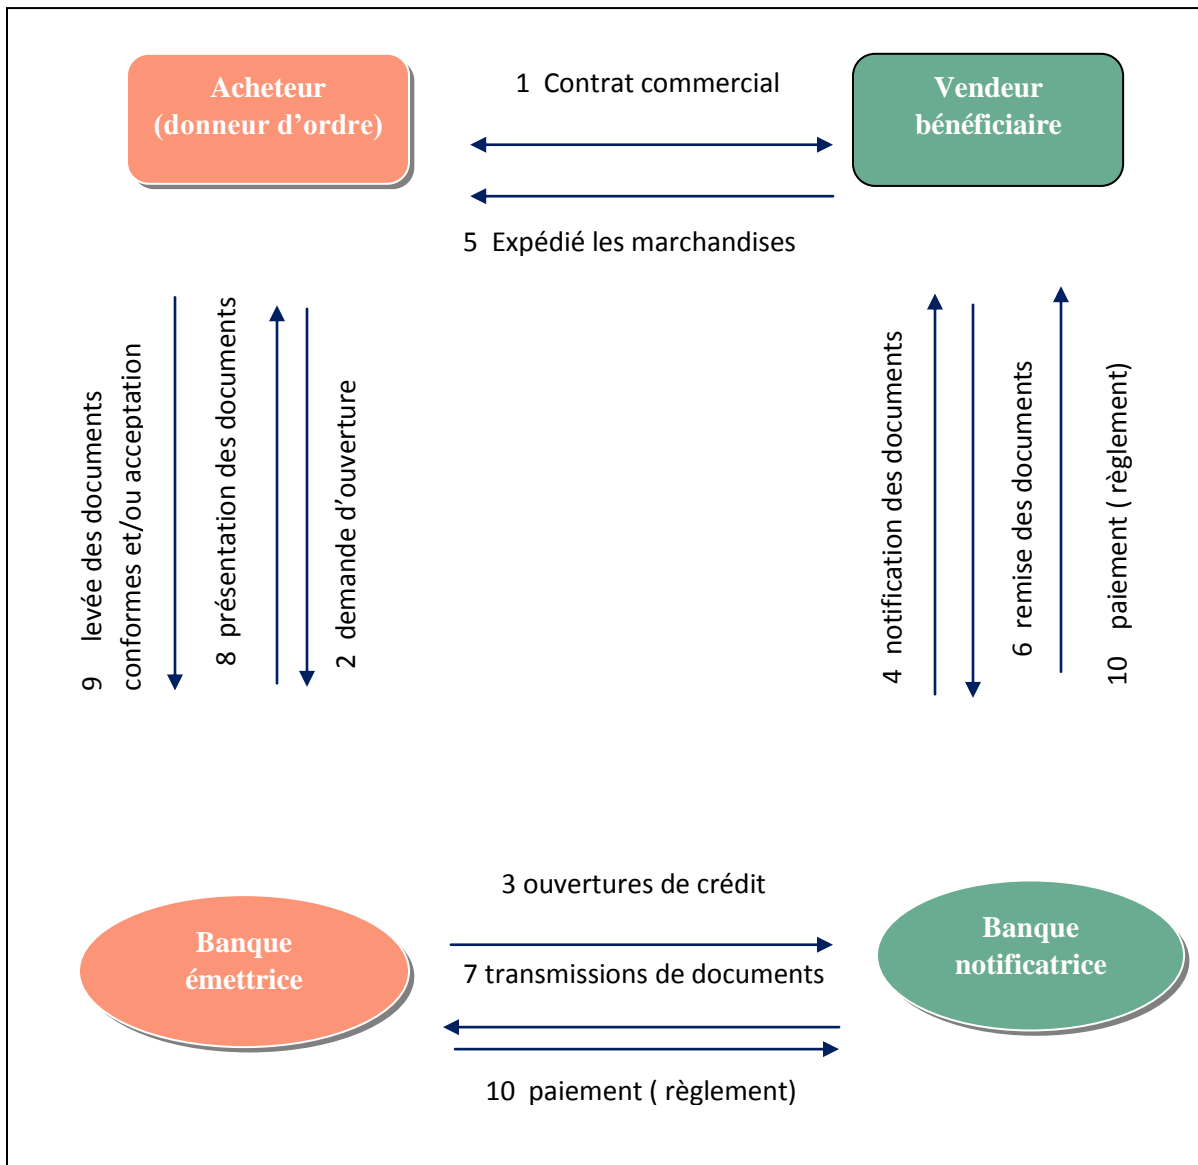 Acheteur
(donneur d'ordre)
1 Contrat commercial
Vendeur
bénéficiaire
5 Expédié les marchandises
9 levée des documents
conformes et/ou acceptation
8 présentation des documents
2 demande d'ouverture
4 notification des documents
6 remise des documents
10 paiement ( règlement)
3 ouvertures de crédit
Banque
émettrice
7 transmissions de documents
Banque
notificatrice
10 paiement ( règlement)